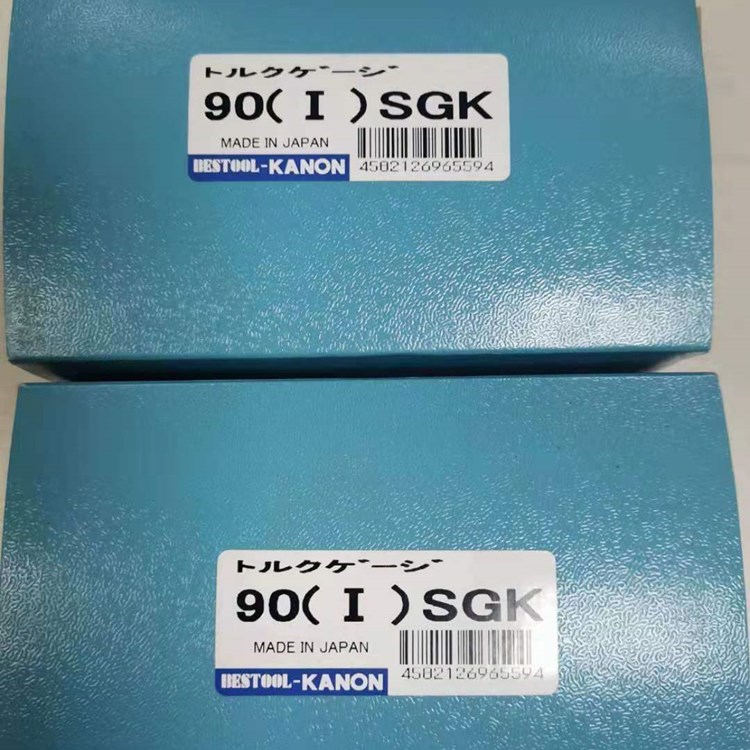 トルクゲージ
90( I )SGK
MADE IN JAPAN
BESTOOL-KANON 4582126965594
トルクゲージ
90( I )SGK
MADE IN JAPAN
BESTOOL-KANON 4582126965594